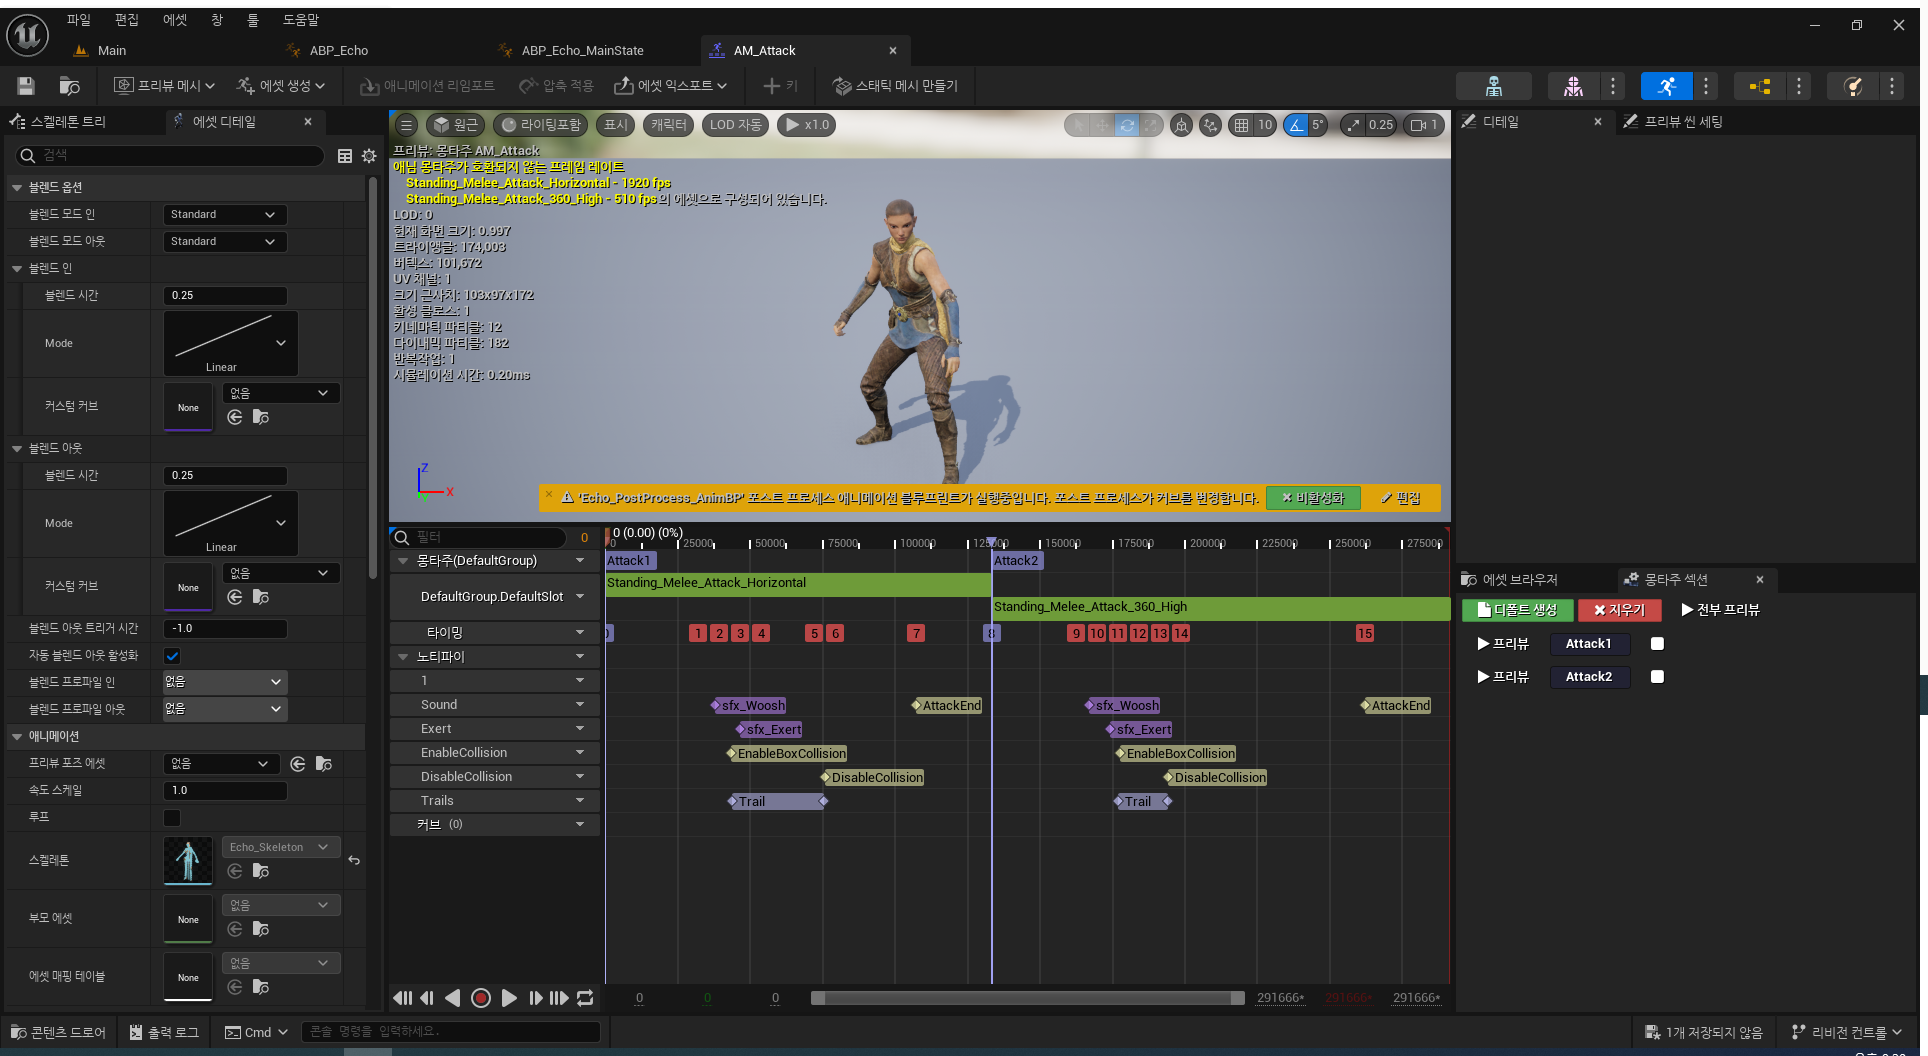 파일 편집 에셋 창 툴 도움말
Main ABP_Echo ABP_Echo_MainState AM_Attack
프리뷰 메시 에셋 생성 애니메이션 리임포트 압축 적용 에셋 익스포트 키 스태틱 메시 만들기
스켈레톤 트리 에셋 디테일
검색
블렌드 옵션
블렌드 모드 인 Standard
블렌드 모드 아웃 Standard
블렌드 인
블렌드 시간 0.25
Mode
Linear
커스텀 커브 None 없음
블렌드 아웃
블렌드 시간 0.25
Mode
Linear
커스텀 커브 None 없음
블렌드 아웃 트리거 시간 -1.0
자동 블렌드 아웃 활성화
블렌드 프로파일 인 없음
블렌드 프로파일 아웃 없음
애니메이션
프리뷰 포즈 에셋 없음
속도 스케일 1.0
루프
스켈레톤 Echo_Skeleton
부모 에셋 None 없음
에셋 매핑 테이블 None 없음
원근 라이팅포함 표시 캐릭터 LOD 자동 x1.0 10 5° 0.25 1
프리뷰: 몽타주 AM_Attack
애님 몽타주가 호환되지 않는 프레임 레이트
Standing_Melee_Attack_Horizontal - 1920 fps
Standing_Melee_Attack_360_High - 510 fps의 에셋으로 구성되어 있습니다.
LOD: 0
현재 화면 크기: 0.997
트라이앵글: 174,003
버텍스: 101,672
UV 채널: 1
크기 근사치: 103x97x172
활성 클로스: 1
키네마틱 파티클: 12
다이내믹 파티클: 182
반복작업: 1
시뮬레이션 시간: 0.20ms
Z
X
'Echo_PostProcess_AnimBP' 포스트 프로세스 애니메이션 블루프린트가 실행중입니다. 포스트 프로세스가 커브를 변경합니다. 비활성화 편집
필터 0
0 (0.00) (0%)
0 25000 50000 75000 100000 150000 175000 200000 225000 250000 275000
몽타주(DefaultGroup) Attack1 Attack2
Standing_Melee_Attack_Horizontal
DefaultGroup.DefaultSlot
Standing_Melee_Attack_360_High
타이밍 1 2 3 4 5 6 7 8 9 10 11 12 13 14 15
노티파이
1
Sound sfx_Woosh AttackEnd sfx_Woosh AttackEnd
Exert sfx_Exert sfx_Exert
EnableCollision EnableBoxCollision EnableBoxCollision
DisableCollision DisableCollision DisableCollision
Trails Trail Trail
커브 (0)
0 0 0 291666* 291666* 291666*
디테일 프리뷰 씬 세팅
에셋 브라우저 몽타주 섹션
디폴트 생성 지우기 전부 프리뷰
프리뷰 Attack1
프리뷰 Attack2
콘텐츠 드로어 출력 로그 Cmd 콘솔 명령을 입력하세요. 1개 저장되지 않음 리비전 컨트롤